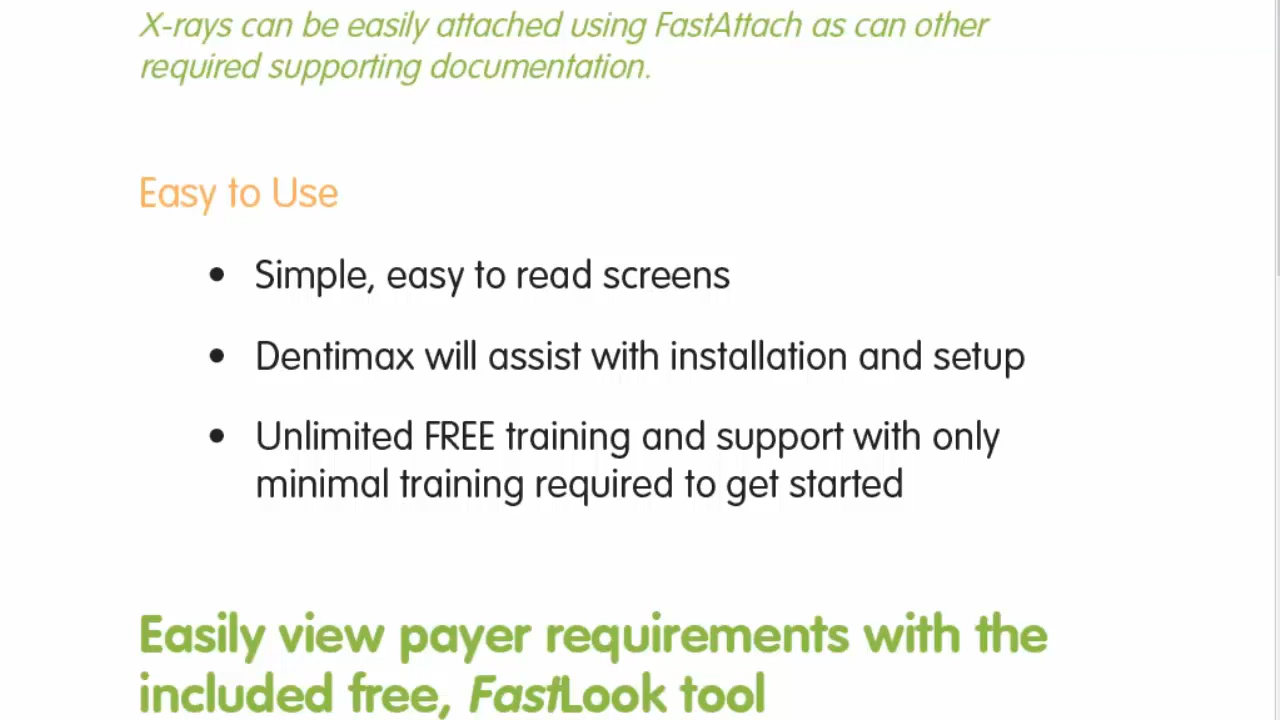 X-rays can be easily attached using FastAttach as can other
required supporting documentation.
Easy to Use
• Simple, easy to read screens
• Dentimax will assist with installation and setup
• Unlimited FREE training and support with only
minimal training required to get started
Easily view payer requirements with the
included free, FastLook tool